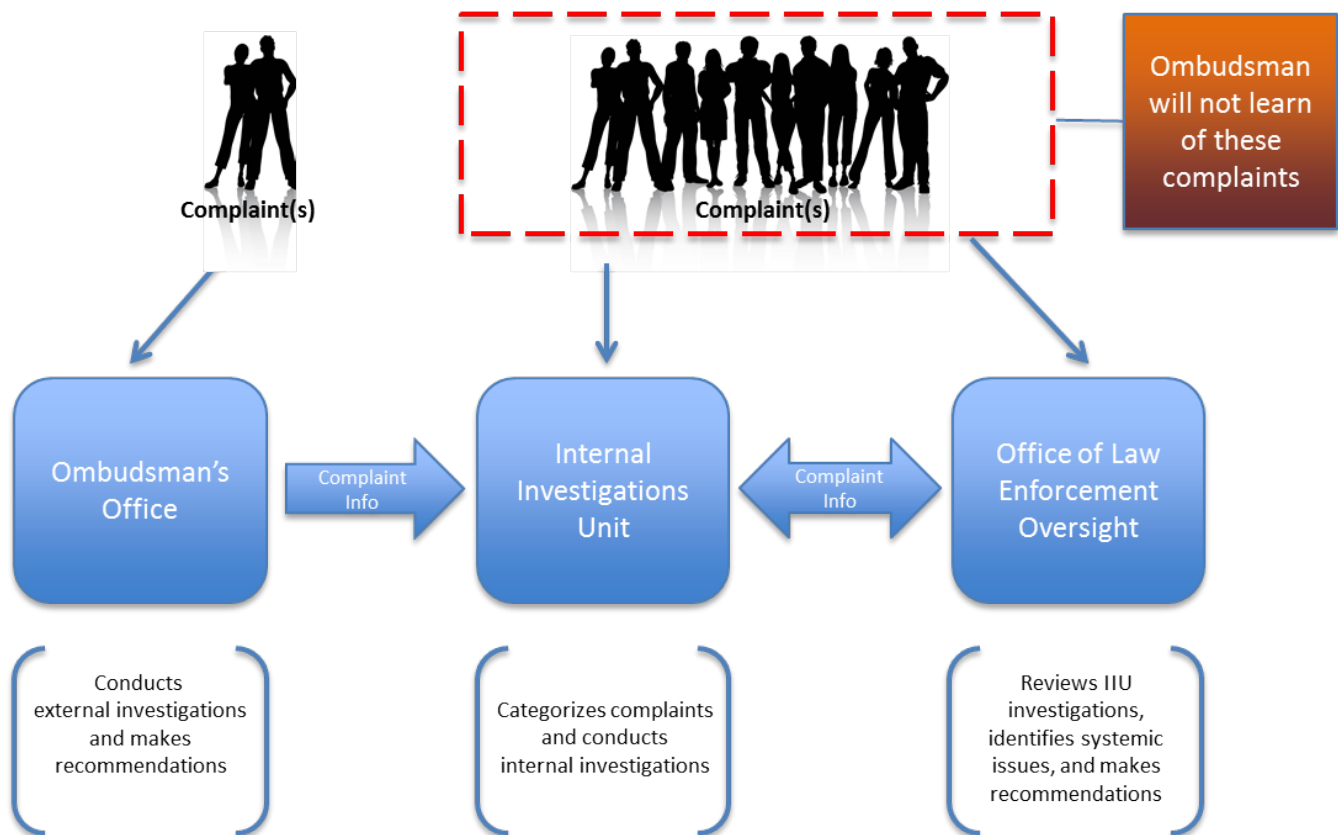 Ombudsman
will not learn
of these
complaints
Complaint(s)
Complaint(s)
Ombudsman’s
Office
Complaint
Info
Internal
Investigations
Unit
Complaint
Info
Office of Law
Enforcement
Oversight
Conducts
external investigations
and makes
recommendations
Categorizes complaints
and conducts
internal investigations
Reviews IIU
investigations,
identifies systemic
issues, and makes
recommendations